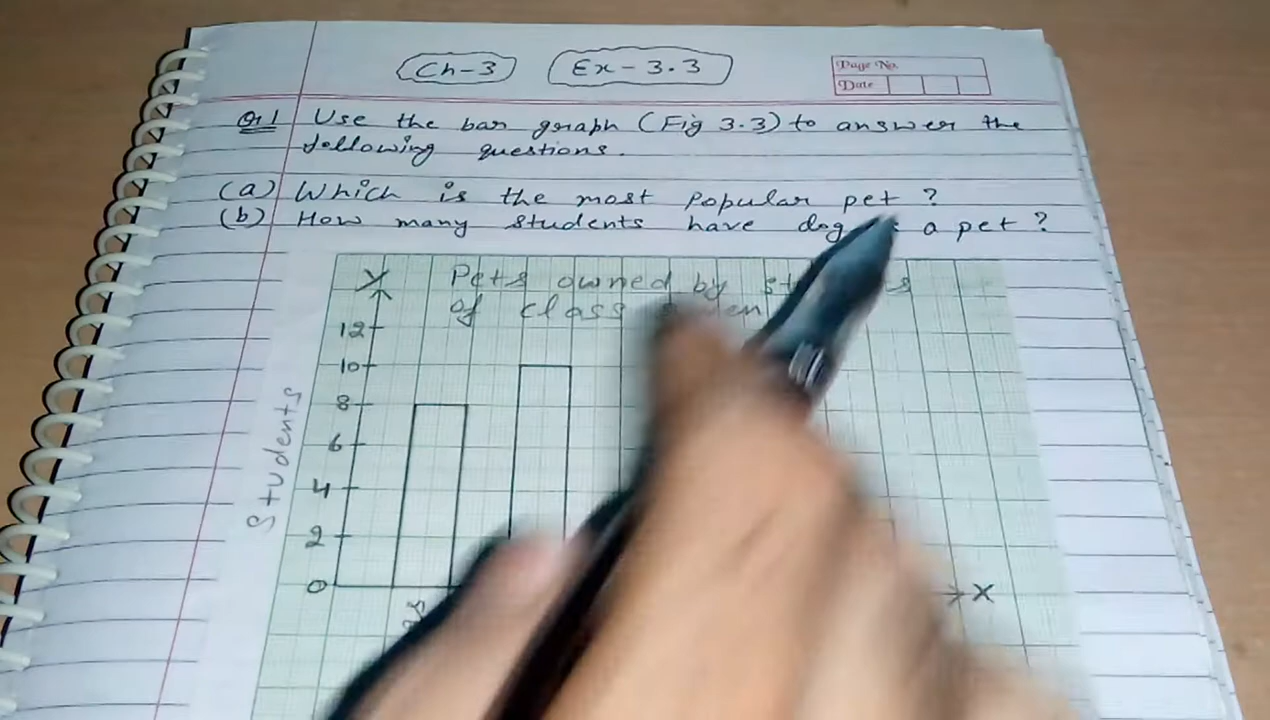 Ch-3 Ex-3.3
Page No.
Date
Q.1 Use the bar graph (Fig 3.3) to answer the
following questions.
(a) Which is the most Popular pet ?
(b) How many Students have dog a pet ?
Y Pets owned by
of class
12
10
8
6
4
2
0
X
Students